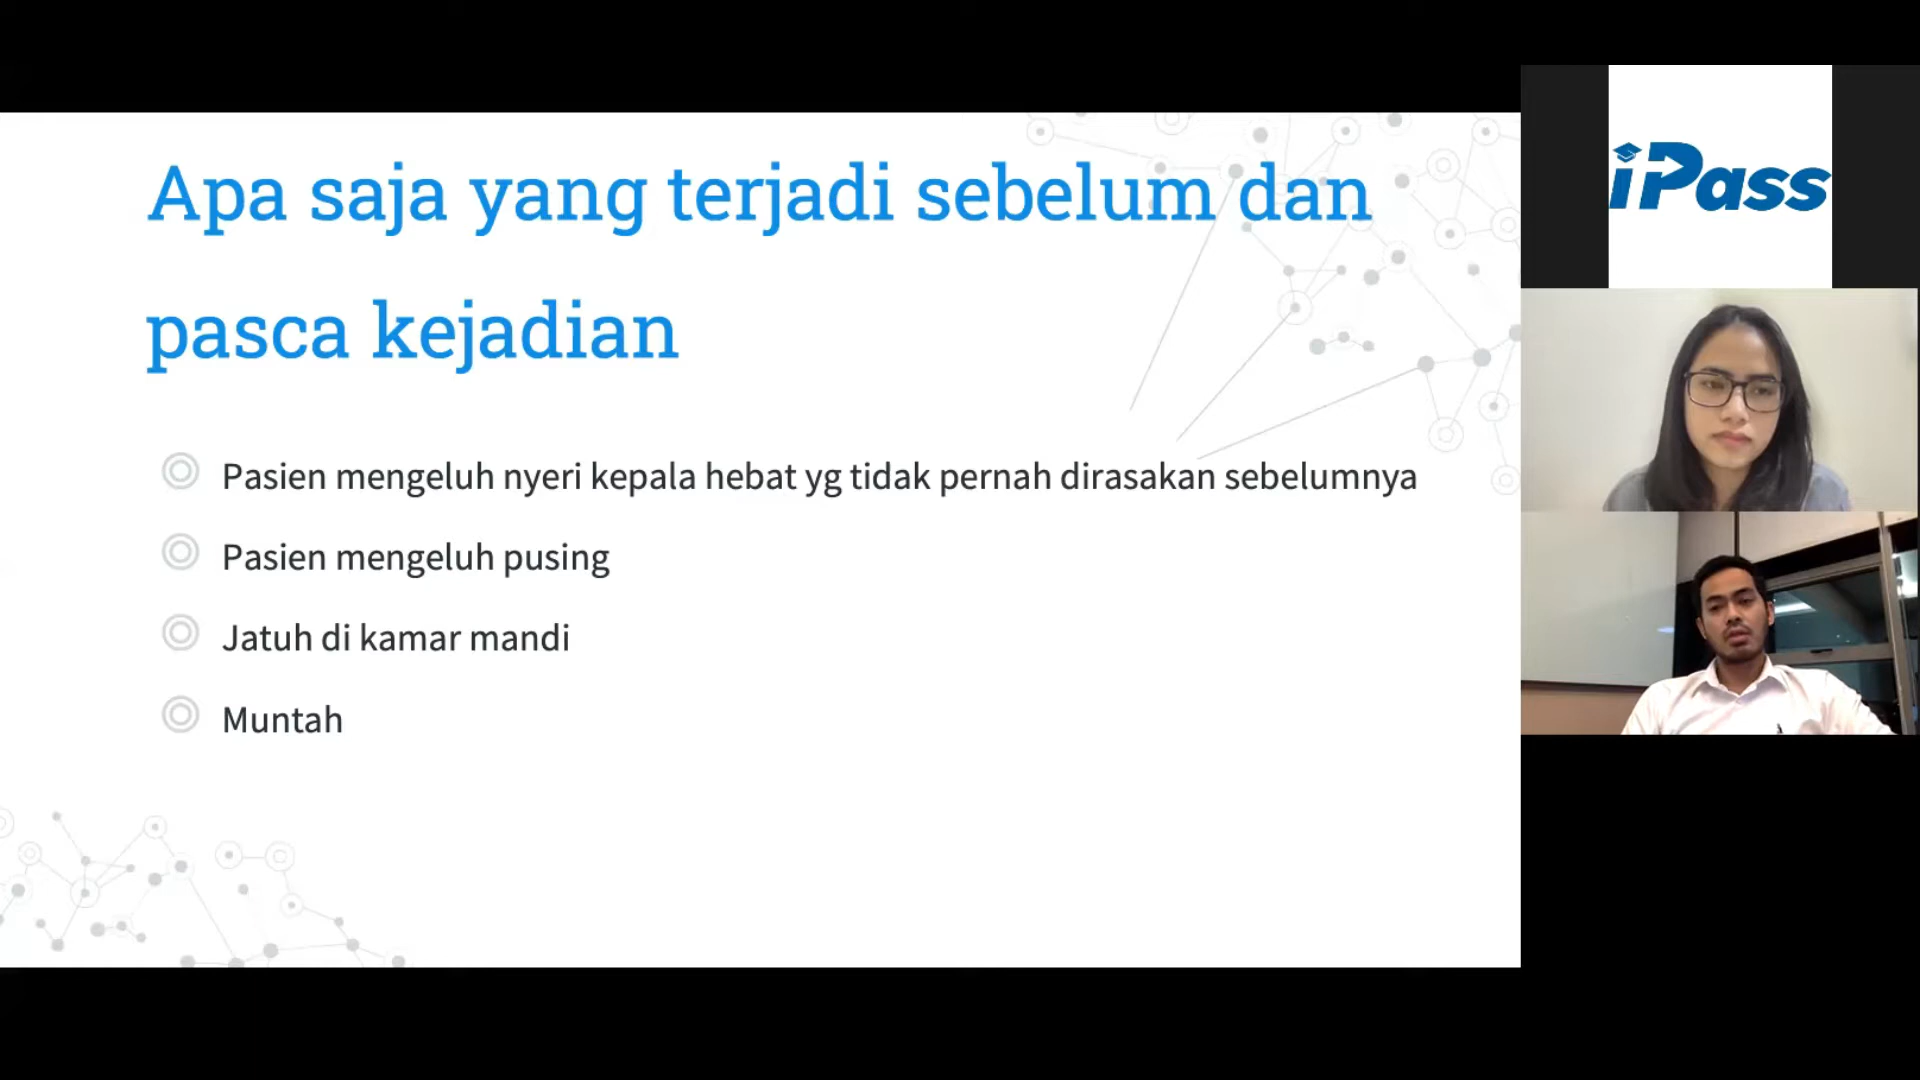 Apa saja yang terjadi sebelum dan
pasca kejadian
Pasien mengeluh nyeri kepala hebat yg tidak pernah dirasakan sebelumnya
Pasien mengeluh pusing
Jatuh di kamar mandi
Muntah
iPass